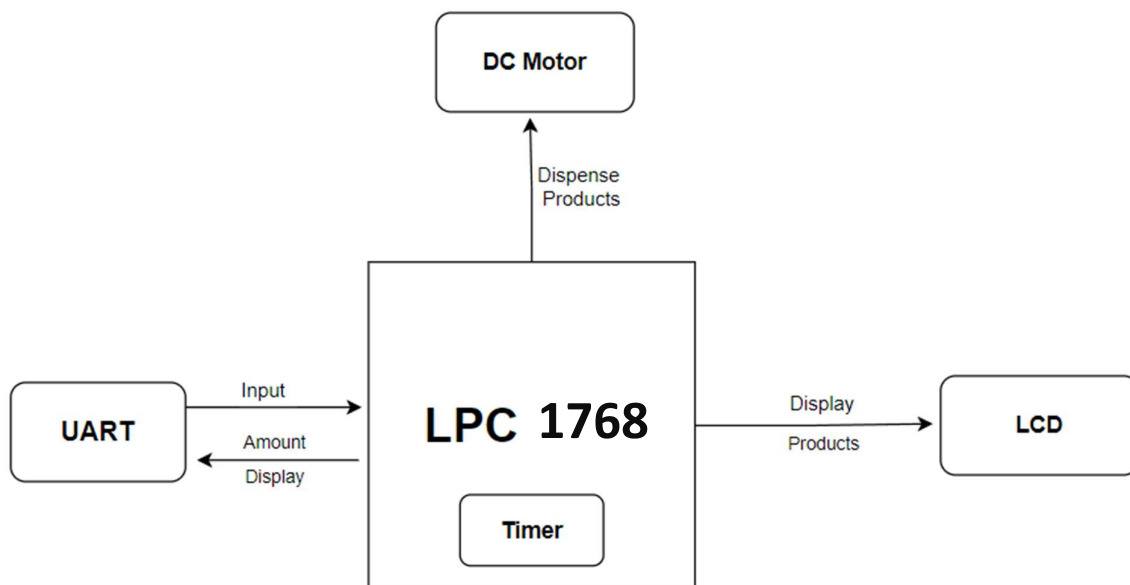 DC Motor
Dispense
Products
Input
UART
Amount
Display
LPC 1768
Timer
Display
Products
LCD